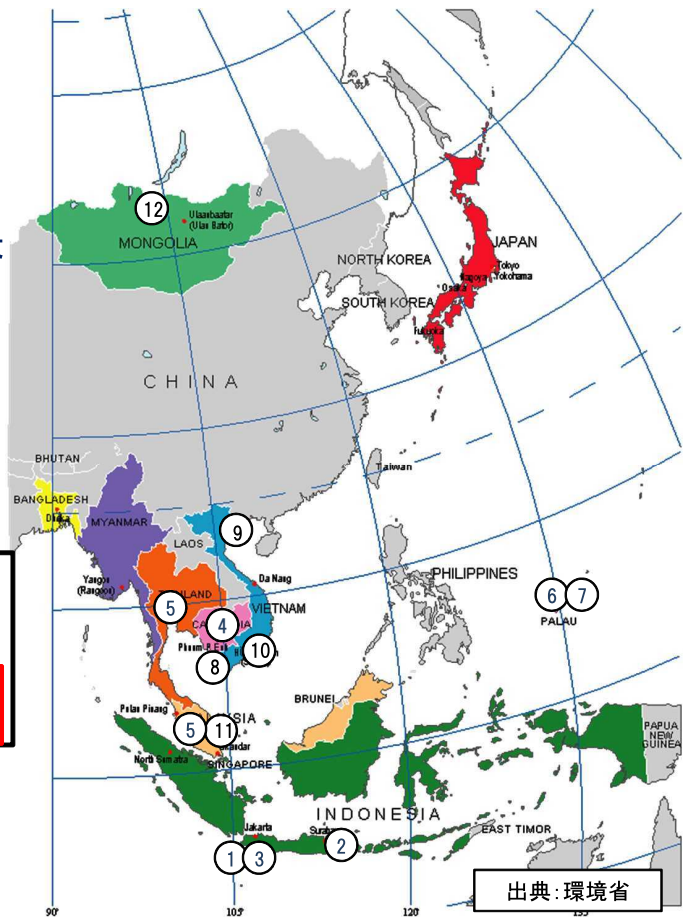 12
Ulaanbaatar
(Ulan Bator)
MONGOLIA
JAPAN
NORTH KOREA
Tokyo
Yokohama
Nagoya
Osaka
SOUTH KOREA
Fukuoka
CHINA
BHUTAN
Taiwan
BANGLADESH
Dhaka
MYANMAR
9
LAOS
Yangon
(Rangoon)
Da Nang
PHILIPPINES
5
VIETNAM
6 7
PALAU
4
8
10
BRUNEI
Pulau Pinang
5 11
North Sumatra
SINGAPORE
PAPUA
NEW
GUINEA
INDONESIA
Jakarta
EAST TIMOR
1 3
2
出典：環境省
90°
105°
120°
135°